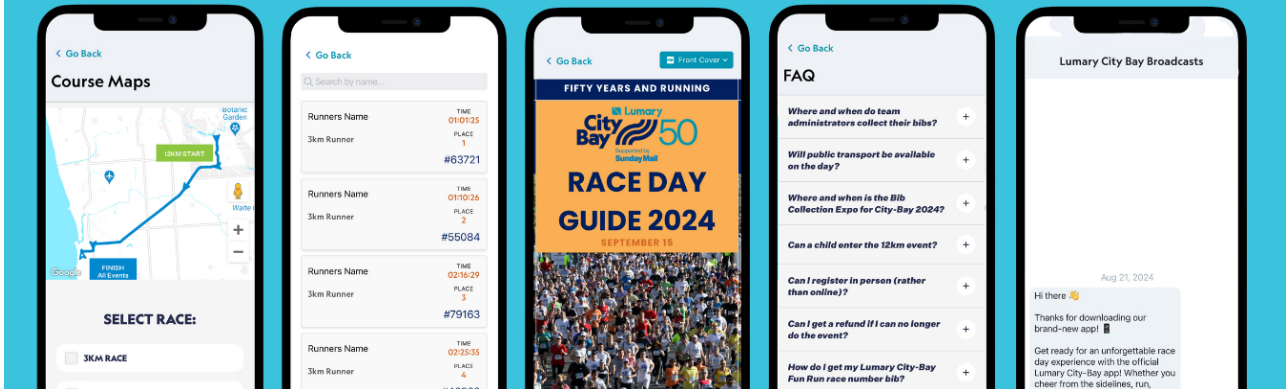 < Go Back
Course Maps
Botanic
Garden
12KM START
Waite
+
−
FINISH
All Events
Google
SELECT RACE:
3KM RACE
< Go Back
Search by name...
Runners Name
TIME
01:01:25
3km Runner
PLACE
1
#63721
Runners Name
TIME
01:10:26
3km Runner
PLACE
2
#55084
Runners Name
TIME
02:16:29
3km Runner
PLACE
3
#79163
Runners Name
TIME
02:25:35
3km Runner
PLACE
4
< Go Back
Front Cover
FIFTY YEARS AND RUNNING
Lumary
City
Bay
50
Supported by
Sunday Mail
RACE DAY
GUIDE 2024
SEPTEMBER 15
< Go Back
FAQ
Where and when do team
administrators collect their bibs?
+
Will public transport be available
on the day?
+
Where and when is the Bib
Collection Expo for City-Bay 2024?
+
Can a child enter the 12km event?
+
Can I register in person (rather
than online)?
+
Can I get a refund if I can no longer
do the event?
+
How do I get my Lumary City-Bay
Fun Run race number bib?
+
Lumary City Bay Broadcasts
Aug 21, 2024
Hi there 👋
Thanks for downloading our
brand-new app! 📱
Get ready for an unforgettable race
day experience with the official
Lumary City-Bay app! Whether you
cheer from the sidelines, run,